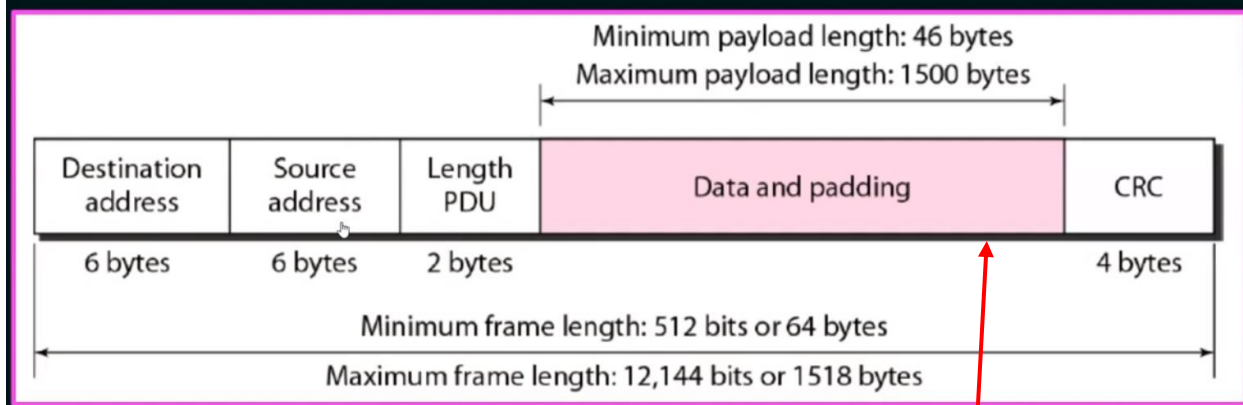 Minimum payload length: 46 bytes
Maximum payload length: 1500 bytes
Destination address
Source address
Length PDU
Data and padding
CRC
6 bytes
6 bytes
2 bytes
4 bytes
Minimum frame length: 512 bits or 64 bytes
Maximum frame length: 12,144 bits or 1518 bytes